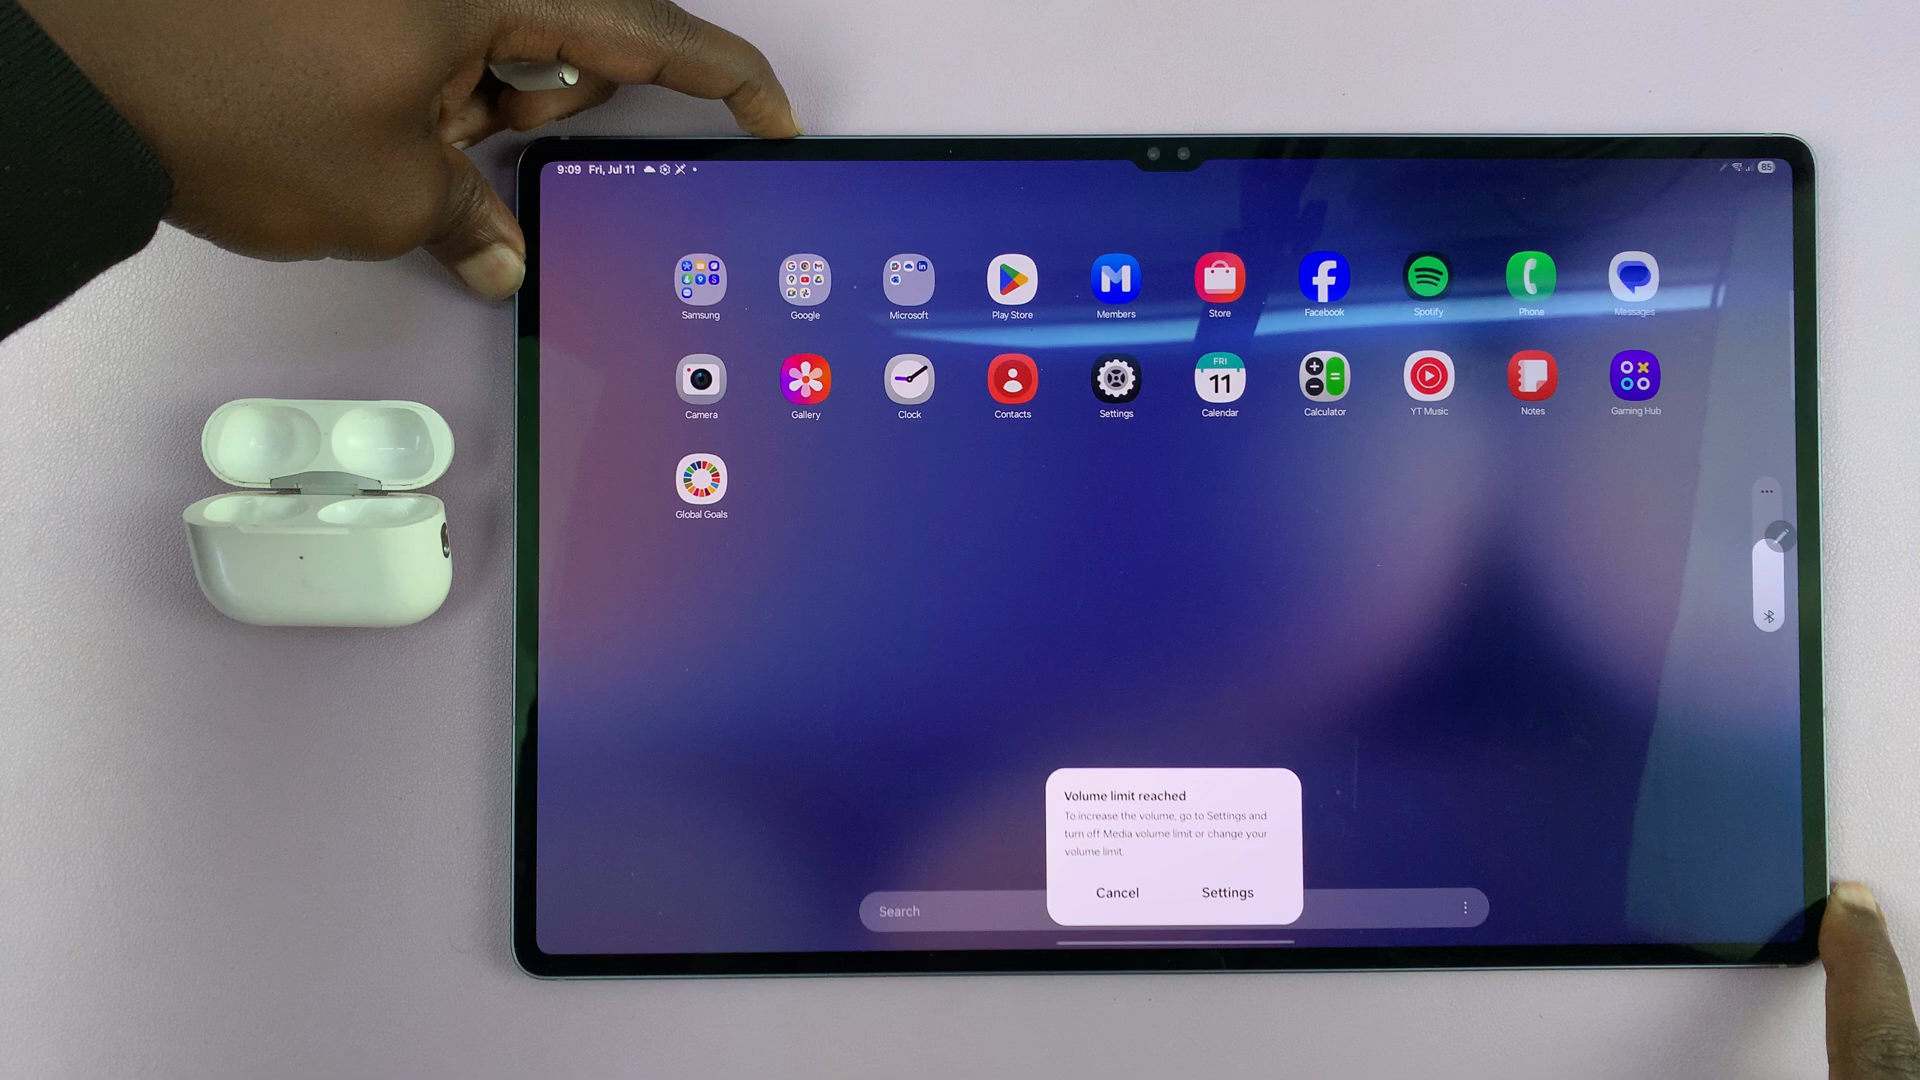 9:09 Fri, Jul 11
85
Samsung
Google
Microsoft
Play Store
Members
Store
Facebook
Spotify
Phone
Messages
Camera
Gallery
Clock
Contacts
Settings
FRI
11
Calendar
Calculator
YT Music
Notes
Gaming Hub
Global Goals
Volume limit reached
To increase the volume, go to Settings and
turn off Media volume limit or change your
volume limit.
Cancel Settings
Search